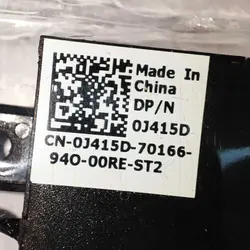 Made In
China
DP/N
0J415D
CN-0J415D-70166-
94O-00RE-ST2